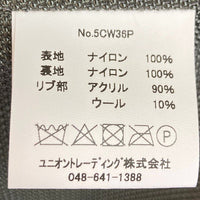 No.5CW36P
表地 ナイロン 100%
裏地 ナイロン 100%
リブ部 アクリル 90%
ウール 10%
ユニオントレーディング株式会社
048-641-1388